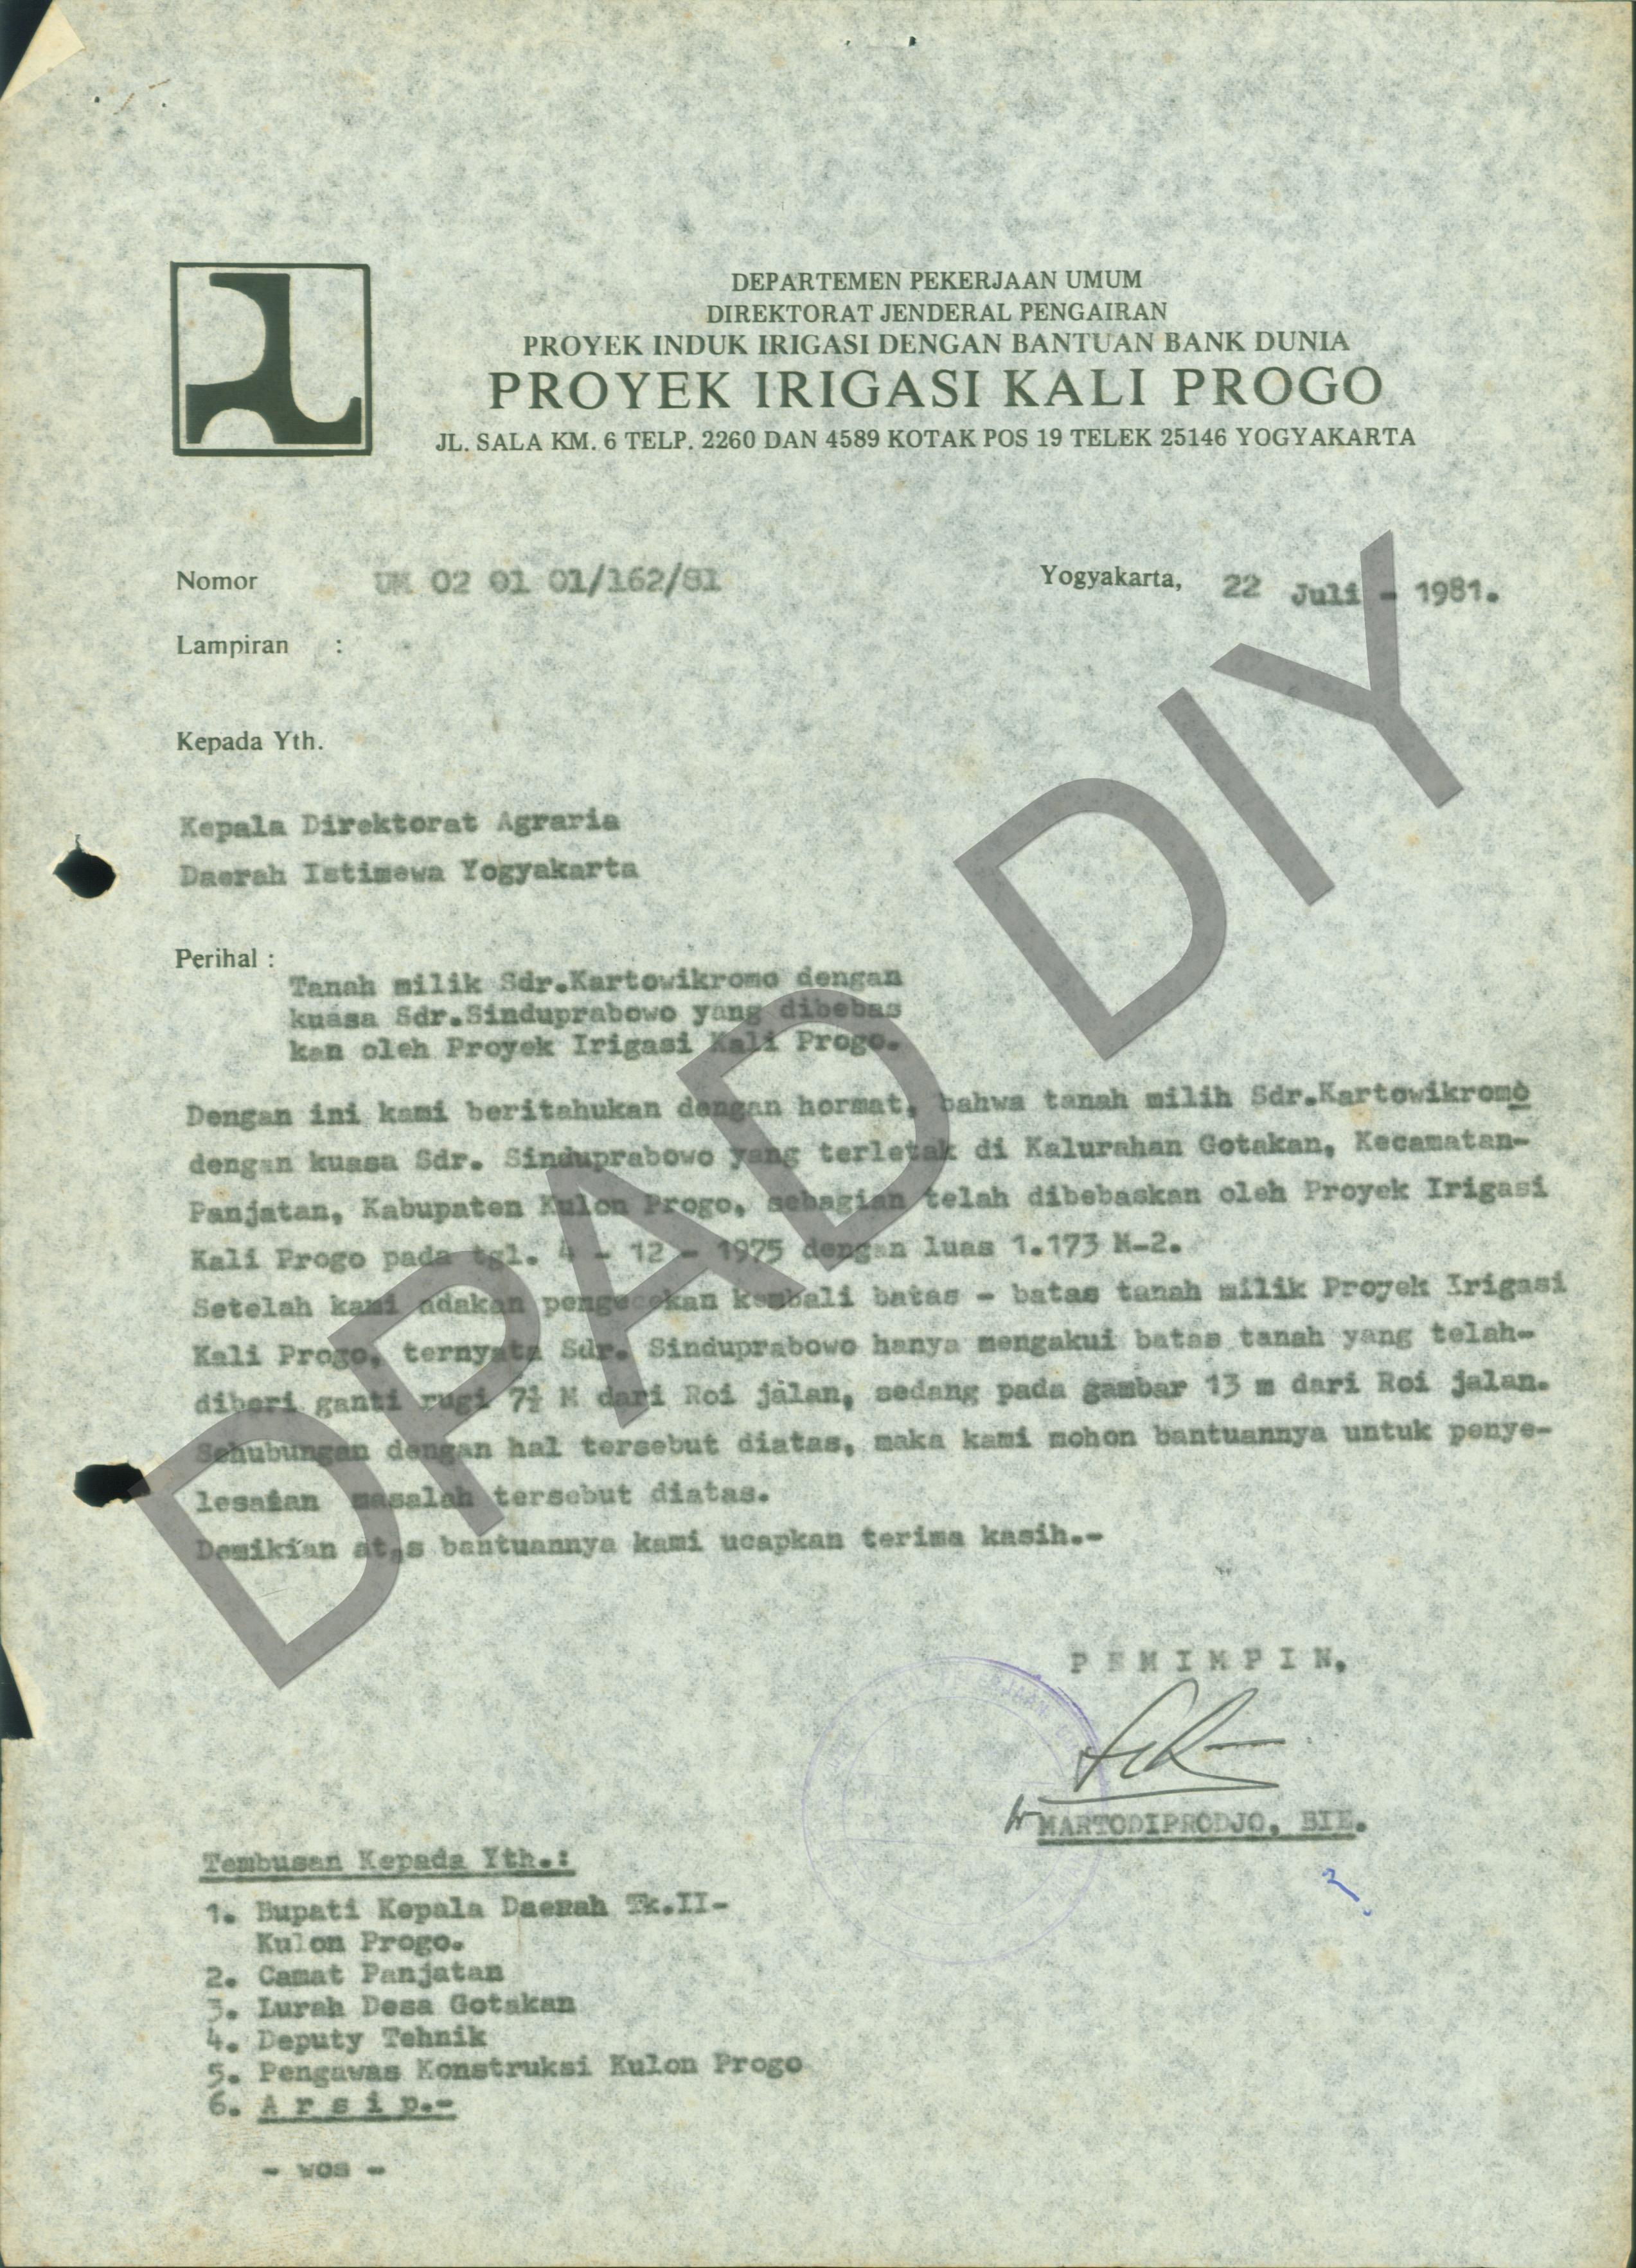 DEPARTEMEN PEKERJAAN UMUM
DIREKTORAT JENDERAL PENGAIRAN
PROYEK INDUK IRIGASI DENGAN BANTUAN BANK DUNIA
PROYEK IRIGASI KALI PROGO
JL. SALA KM. 6 TELP. 2260 DAN 4589 KOTAK POS 19 TELEK 25146 YOGYAKARTA
Nomor UM 02 01 01/162/81 Yogyakarta, 22 Juli - 1981.
Lampiran :
Kepada Yth.
Kepala Direktorat Agraria
Daerah Istimewa Yogyakarta
Perihal :
Tanah milik Sdr.Kartowikromo dengan
kuasa Sdr.Sinduprabowo yang dibebas
kan oleh Proyek Irigasi Kali Progo.
Dengan ini kami beritahukan dengan hormat, bahwa tanah milih Sdr.Kartowikromo
dengan kuasa Sdr. Sinduprabowo yang terletak di Kalurahan Gotakan, Kecamatan-
Panjatan, Kabupaten Kulon Progo, sebagian telah dibebaskan oleh Proyek Irigasi
Kali Progo pada tgl. 4 - 12 - 1975 dengan luas 1.173 M-2.
Setelah kami adakan pengecekan kembali batas - batas tanah milik Proyek Irigasi
Kali Progo, ternyata Sdr. Sinduprabowo hanya mengakui batas tanah yang telah-
diberi ganti rugi 7½ M dari Roi jalan, sedang pada gambar 13 m dari Roi jalan.
Sehubungan dengan hal tersebut diatas, maka kami mohon bantuannya untuk penye-
lesaian masalah tersebut diatas.
Demikian atas bantuannya kami ucapkan terima kasih.-
P E M I M P I N,
MARTODIPRODJO, BIE.
Tembusan Kepada Yth.:
1. Bupati Kepala Daerah Tk.II-
Kulon Progo.
2. Camat Panjatan
3. Lurah Desa Gotakan
4. Deputy Tehnik
5. Pengawas Konstruksi Kulon Progo
6. A r s i p.-
- wos -
DPAD DIY